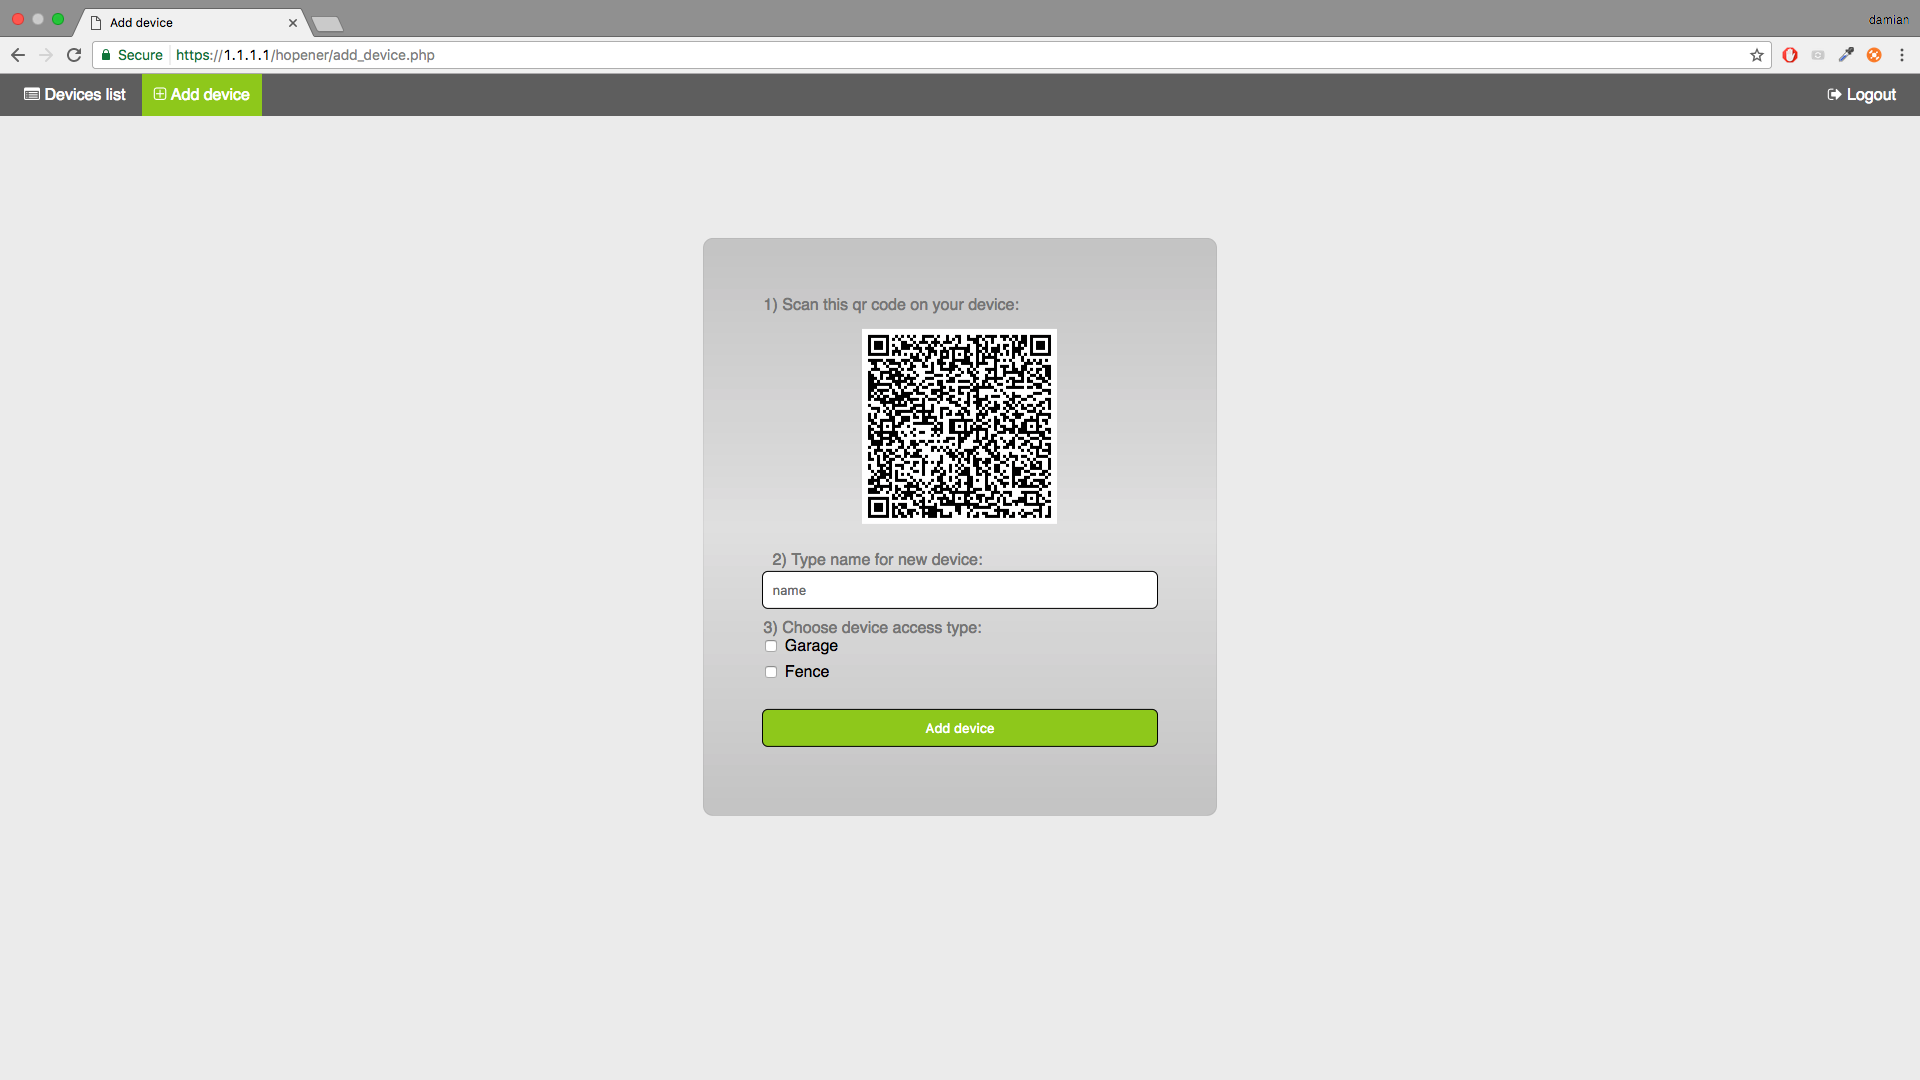 Add device
damian
Secure https://1.1.1.1/hopener/add_device.php
Devices list Add device Logout
1) Scan this qr code on your device:
2) Type name for new device:
name
3) Choose device access type:
Garage
Fence
Add device